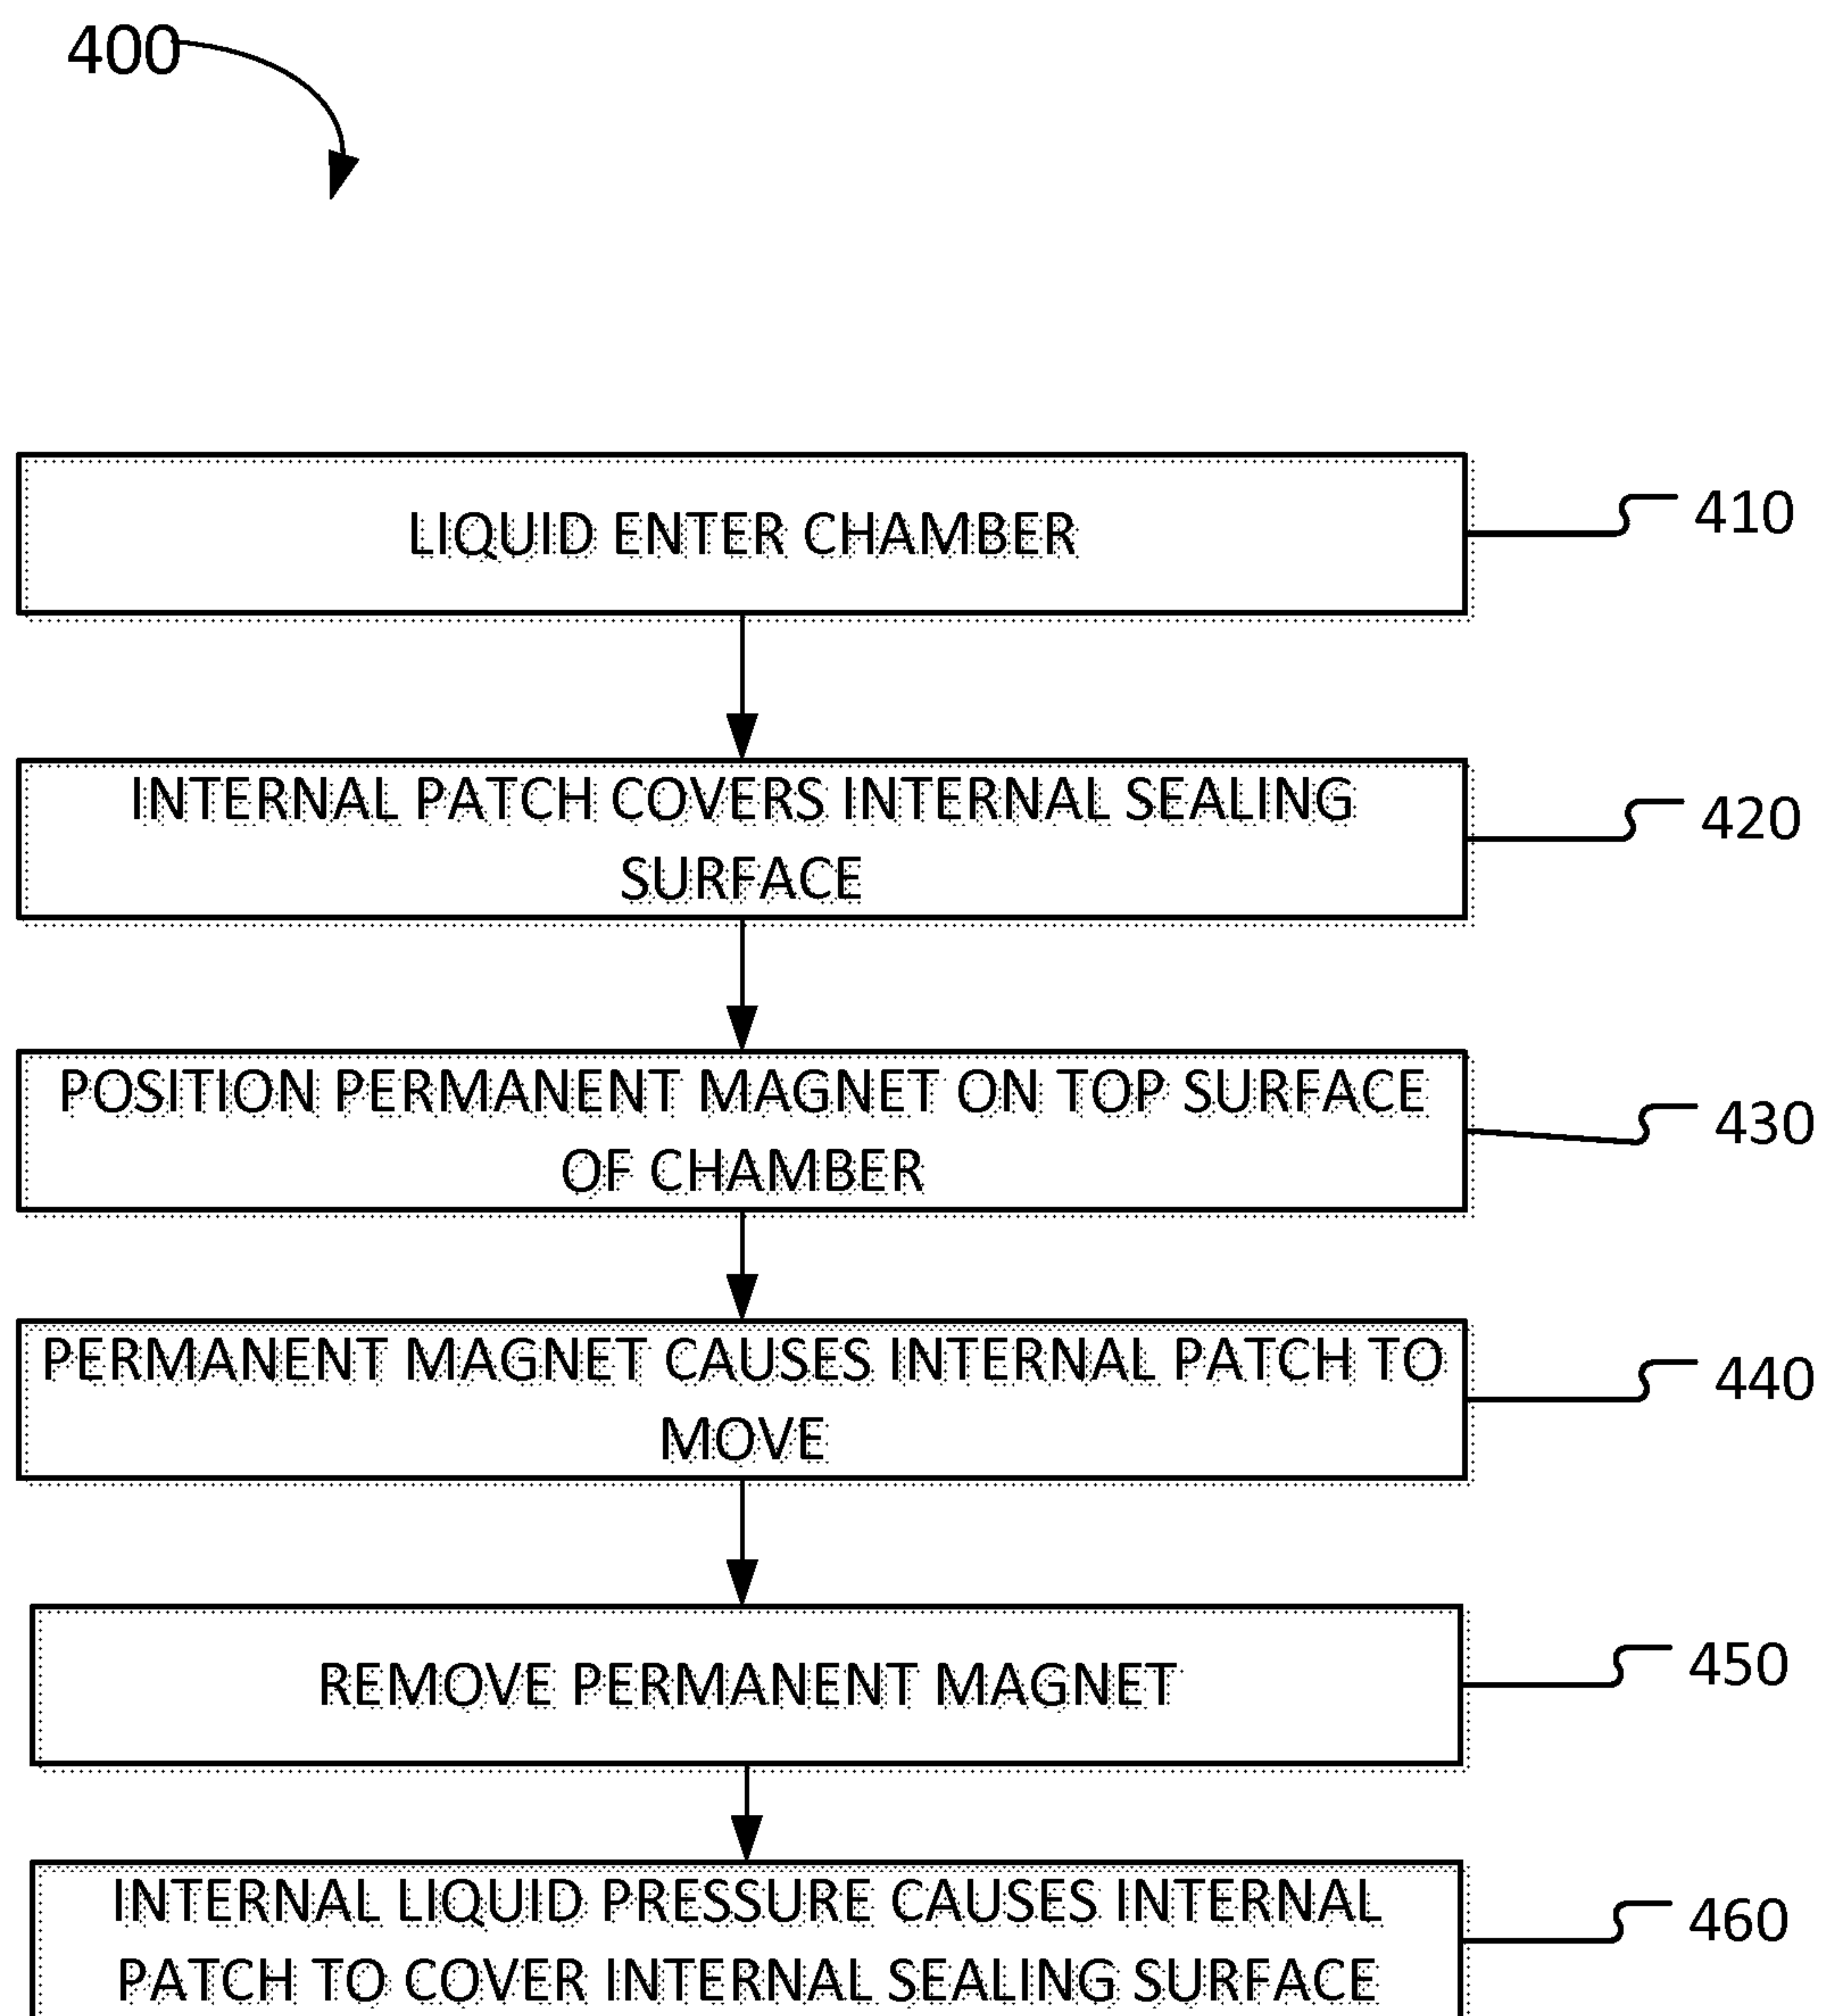 400
LIQUID ENTER CHAMBER
410
INTERNAL PATCH COVERS INTERNAL SEALING
SURFACE
420
POSITION PERMANENT MAGNET ON TOP SURFACE
OF CHAMBER
430
PERMANENT MAGNET CAUSES INTERNAL PATCH TO
MOVE
440
REMOVE PERMANENT MAGNET
450
INTERNAL LIQUID PRESSURE CAUSES INTERNAL
PATCH TO COVER INTERNAL SEALING SURFACE
460